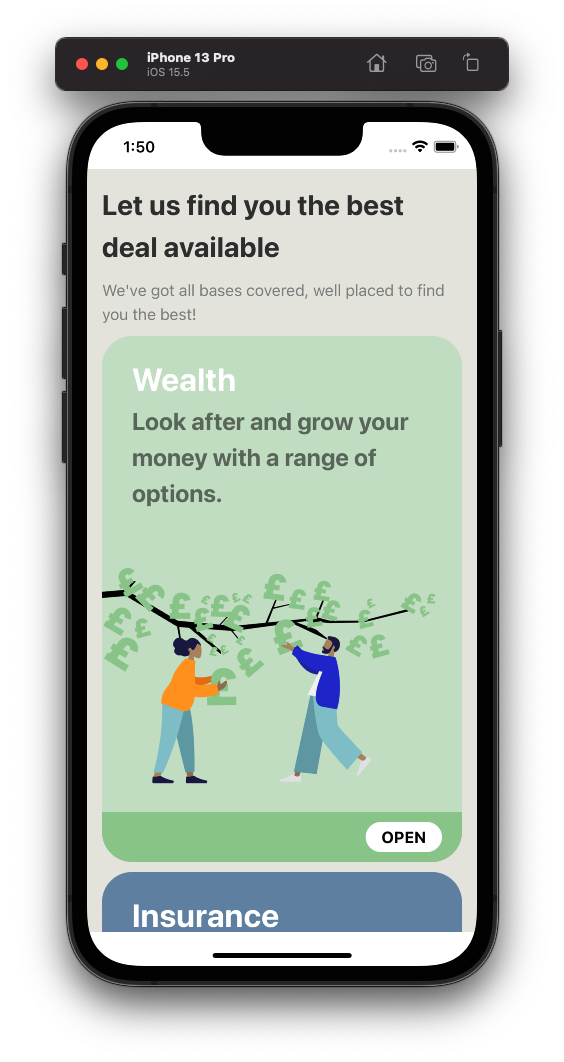 iPhone 13 Pro
iOS 15.5
1:50
Let us find you the best
deal available
We've got all bases covered, well placed to find
you the best!
Wealth
Look after and grow your
money with a range of
options.
OPEN
Insurance